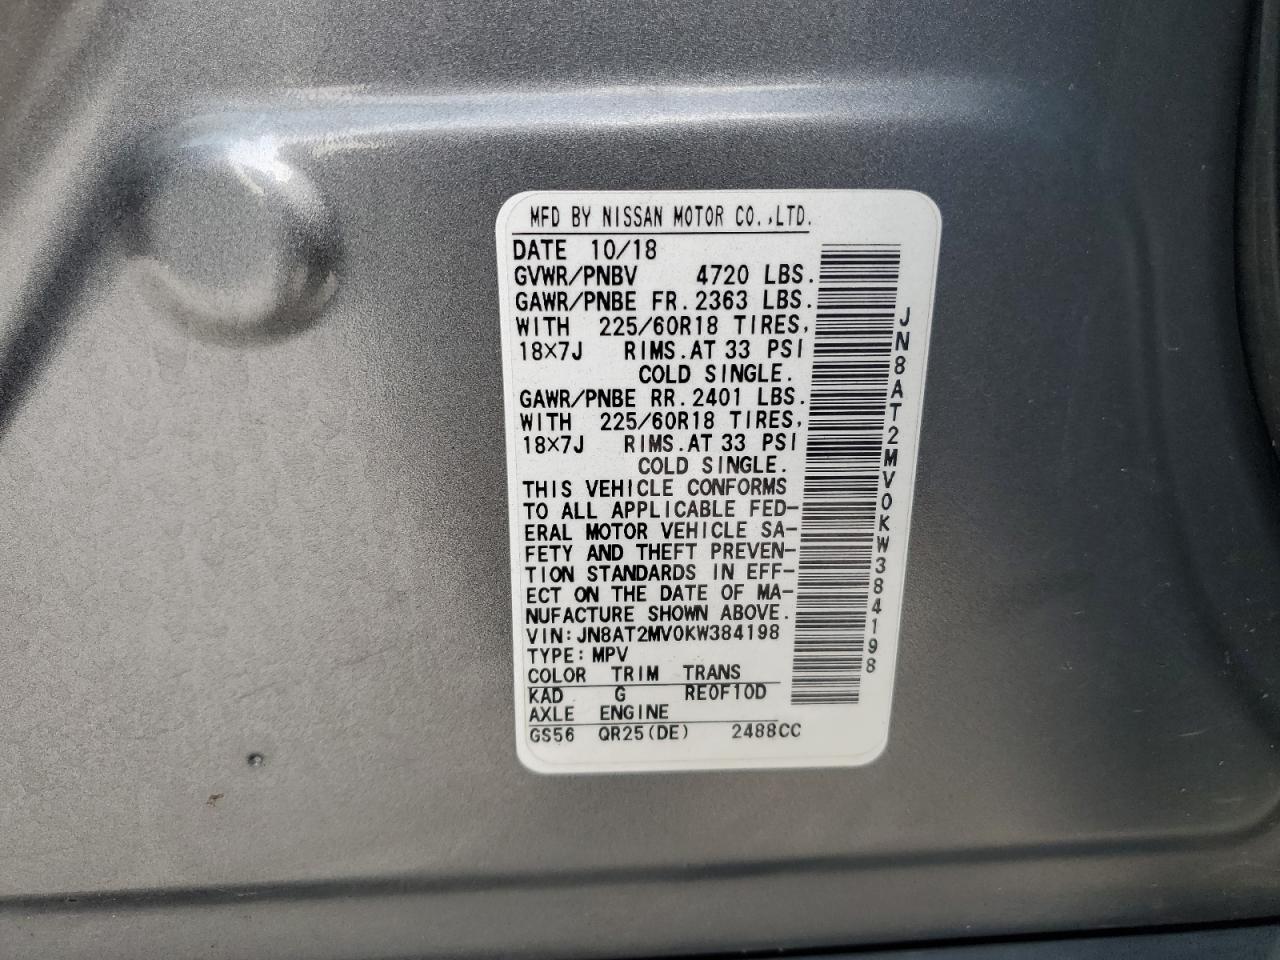 MFD BY NISSAN MOTOR CO.,LTD.
DATE 10/18
GVWR/PNBV 4720 LBS.
GAWR/PNBE FR. 2363 LBS.
WITH 225/60R18 TIRES,
18×7J RIMS. AT 33 PSI
COLD SINGLE.
GAWR/PNBE RR. 2401 LBS.
WITH 225/60R18 TIRES,
18×7J RIMS. AT 33 PSI
COLD SINGLE.
THIS VEHICLE CONFORMS
TO ALL APPLICABLE FED-
ERAL MOTOR VEHICLE SA-
FETY AND THEFT PREVEN-
TION STANDARDS IN EFF-
ECT ON THE DATE OF MA-
NUFACTURE SHOWN ABOVE.
VIN: JN8AT2MV0KW384198
TYPE: MPV
COLOR TRIM TRANS
KAD G RE0F10D
AXLE ENGINE
GS56 QR25(DE) 2488CC
JN8AT2MV0KW384198